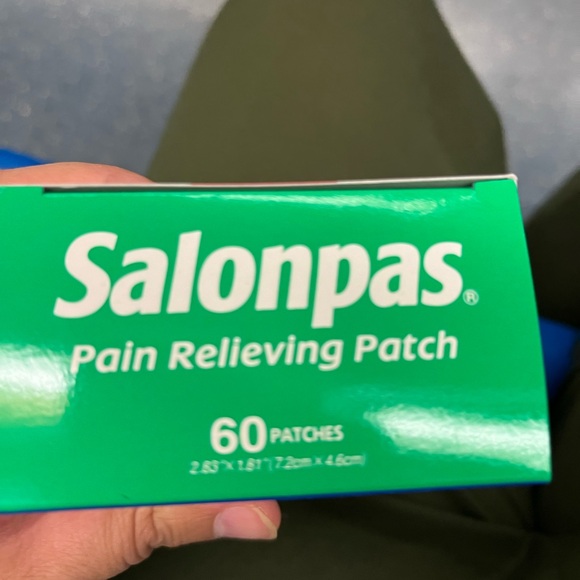 Salonpas®
Pain Relieving Patch
60 PATCHES
2.83" X 1.81" (7.2cm X 4.6cm)